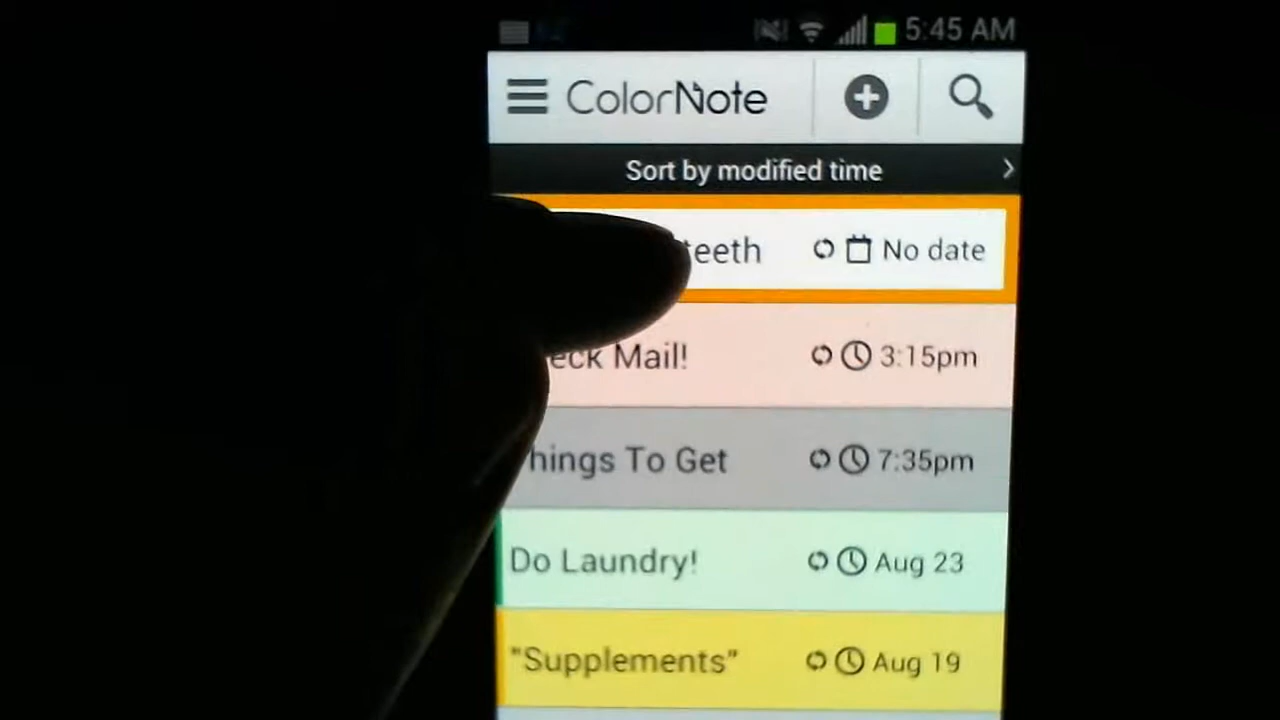 5:45 AM
ColorNote
Sort by modified time
teeth No date
eck Mail! 3:15pm
hings To Get 7:35pm
Do Laundry! Aug 23
"Supplements" Aug 19